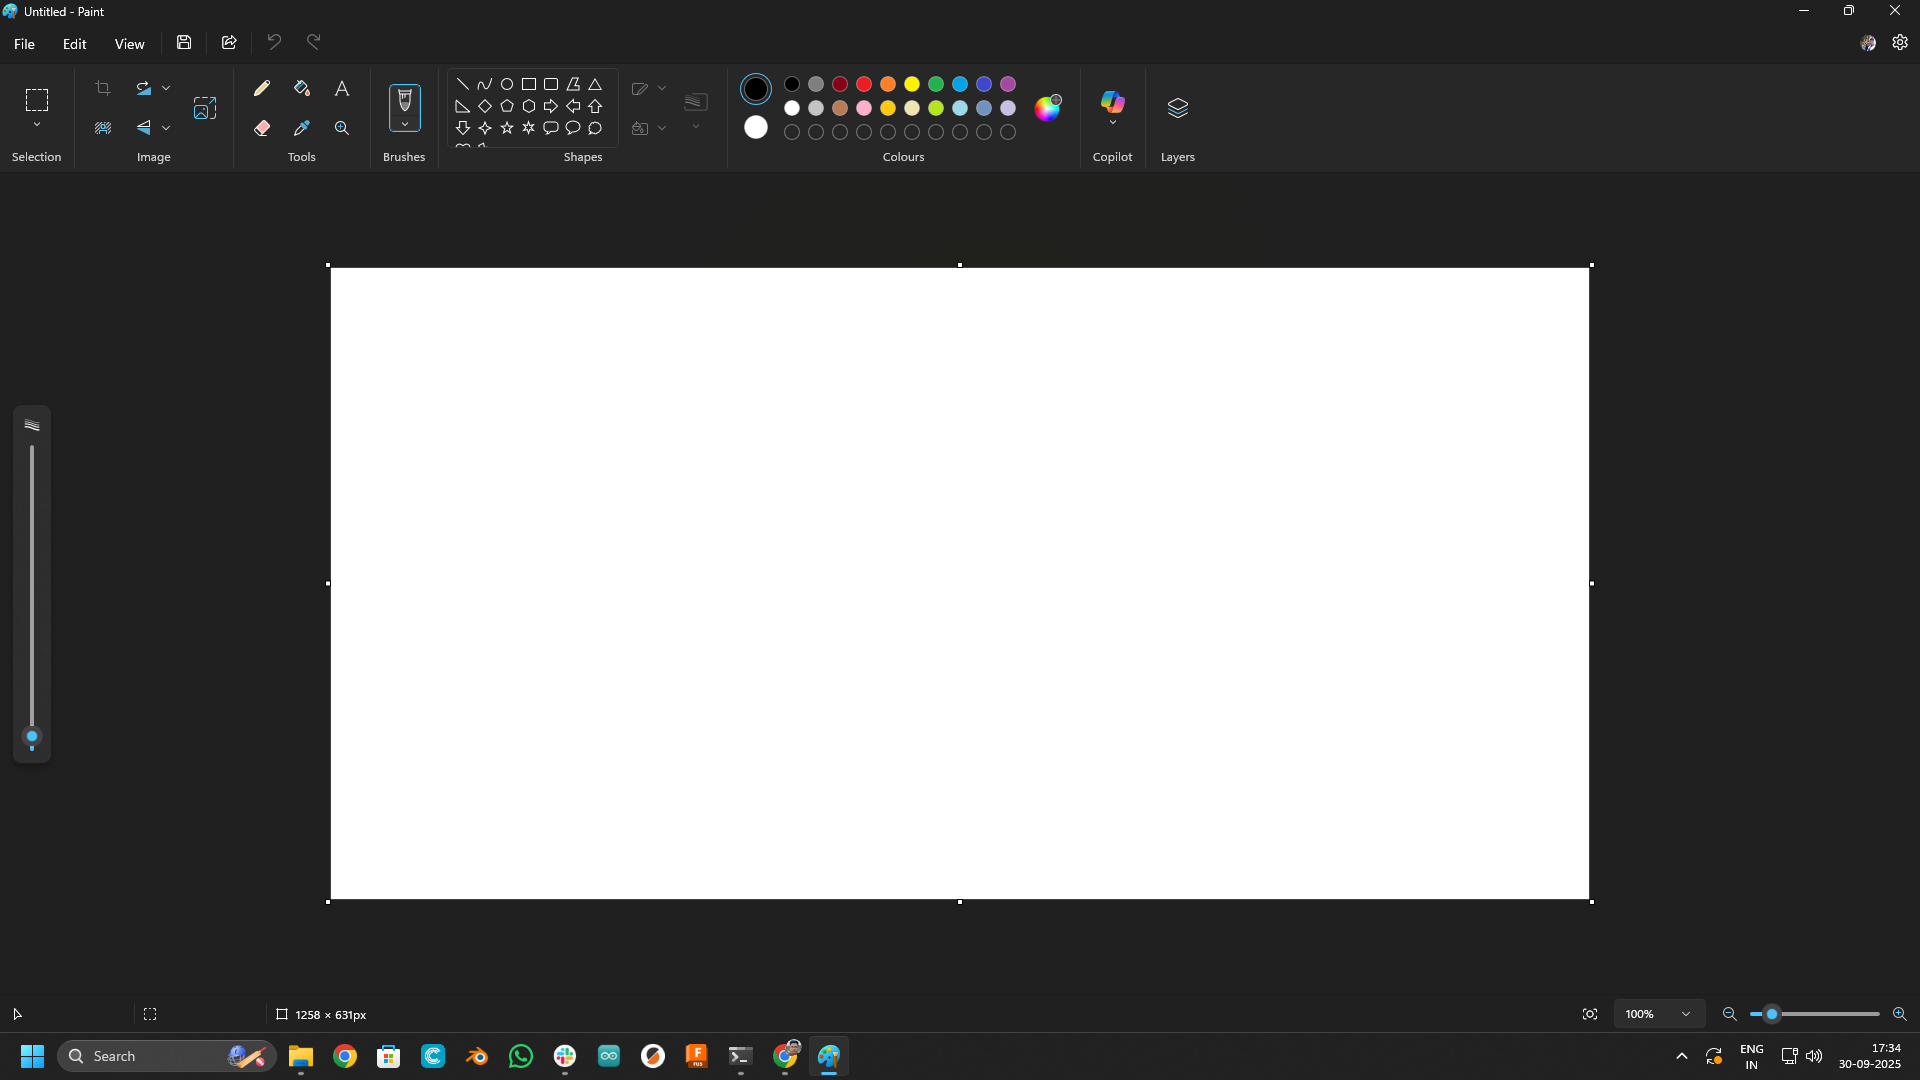 Untitled - Paint
File Edit View
Selection Image Tools Brushes Shapes Colours Copilot Layers
1258 × 631px
100%
Search
FUS
ENG
IN
17:34
30-09-2025